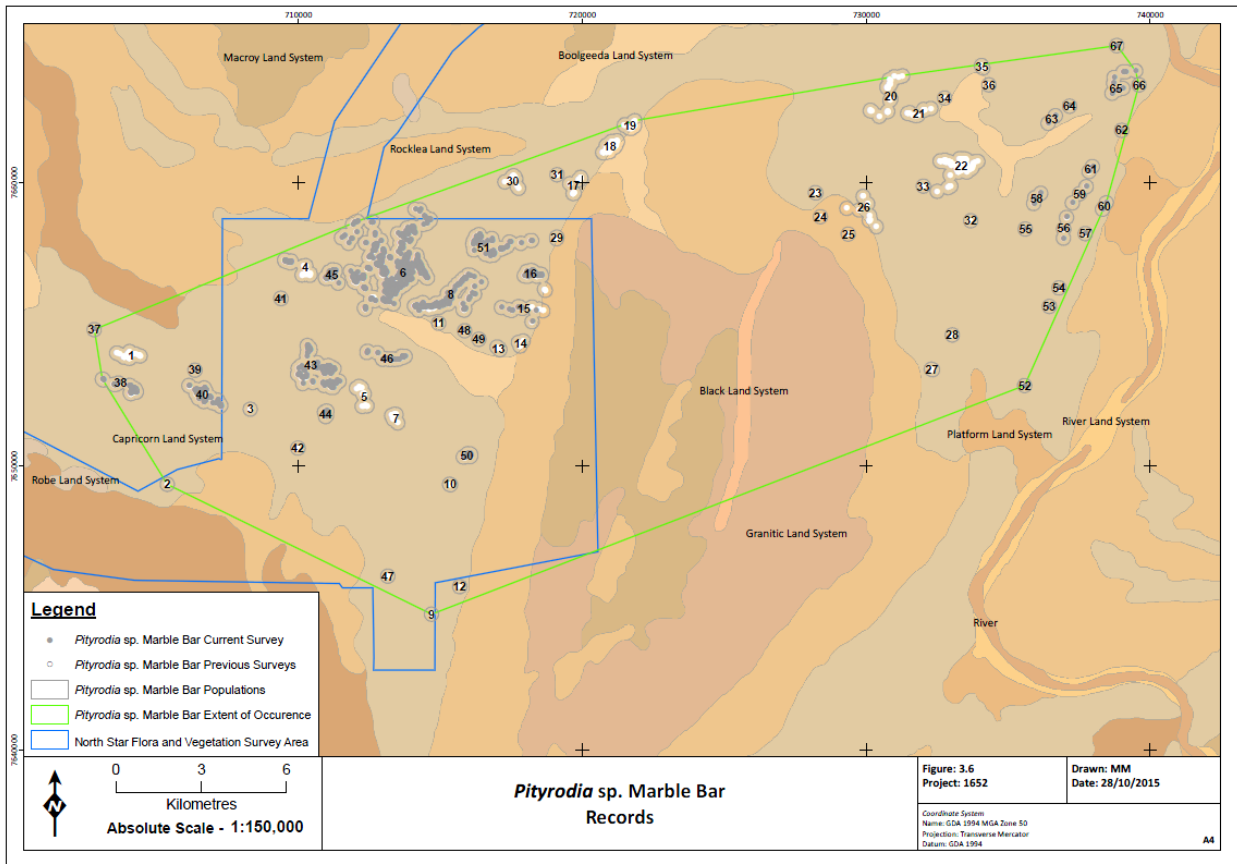 710000
720000
730000
740000
Macroy Land System
Boolgeeda Land System
67
35
36
65
66
20
34
64
21
63
19
62
18
Rocklea Land System
7660000
31
30
17
22
61
33
23
59
58
60
26
24
32
55
56
57
25
29
51
4
45
6
16
41
8
54
53
15
11
37
48
49
13
14
28
1
46
43
39
27
38
40
52
5
3
44
7
Black Land System
River Land System
Capricorn Land System
Platform Land System
42
50
7650000
Robe Land System
2
10
Granitic Land System
47
12
9
River
Legend
Pityrodia sp. Marble Bar Current Survey
Pityrodia sp. Marble Bar Previous Surveys
Pityrodia sp. Marble Bar Populations
Pityrodia sp. Marble Bar Extent of Occurence
North Star Flora and Vegetation Survey Area
7640000
0 3 6
Kilometres
Absolute Scale - 1:150,000
N
Pityrodia sp. Marble Bar
Records
Figure: 3.6
Project: 1652
Drawn: MM
Date: 28/10/2015
Coordinate System
Name: GDA 1994 MGA Zone 50
Projection: Transverse Mercator
Datum: GDA 1994
A4